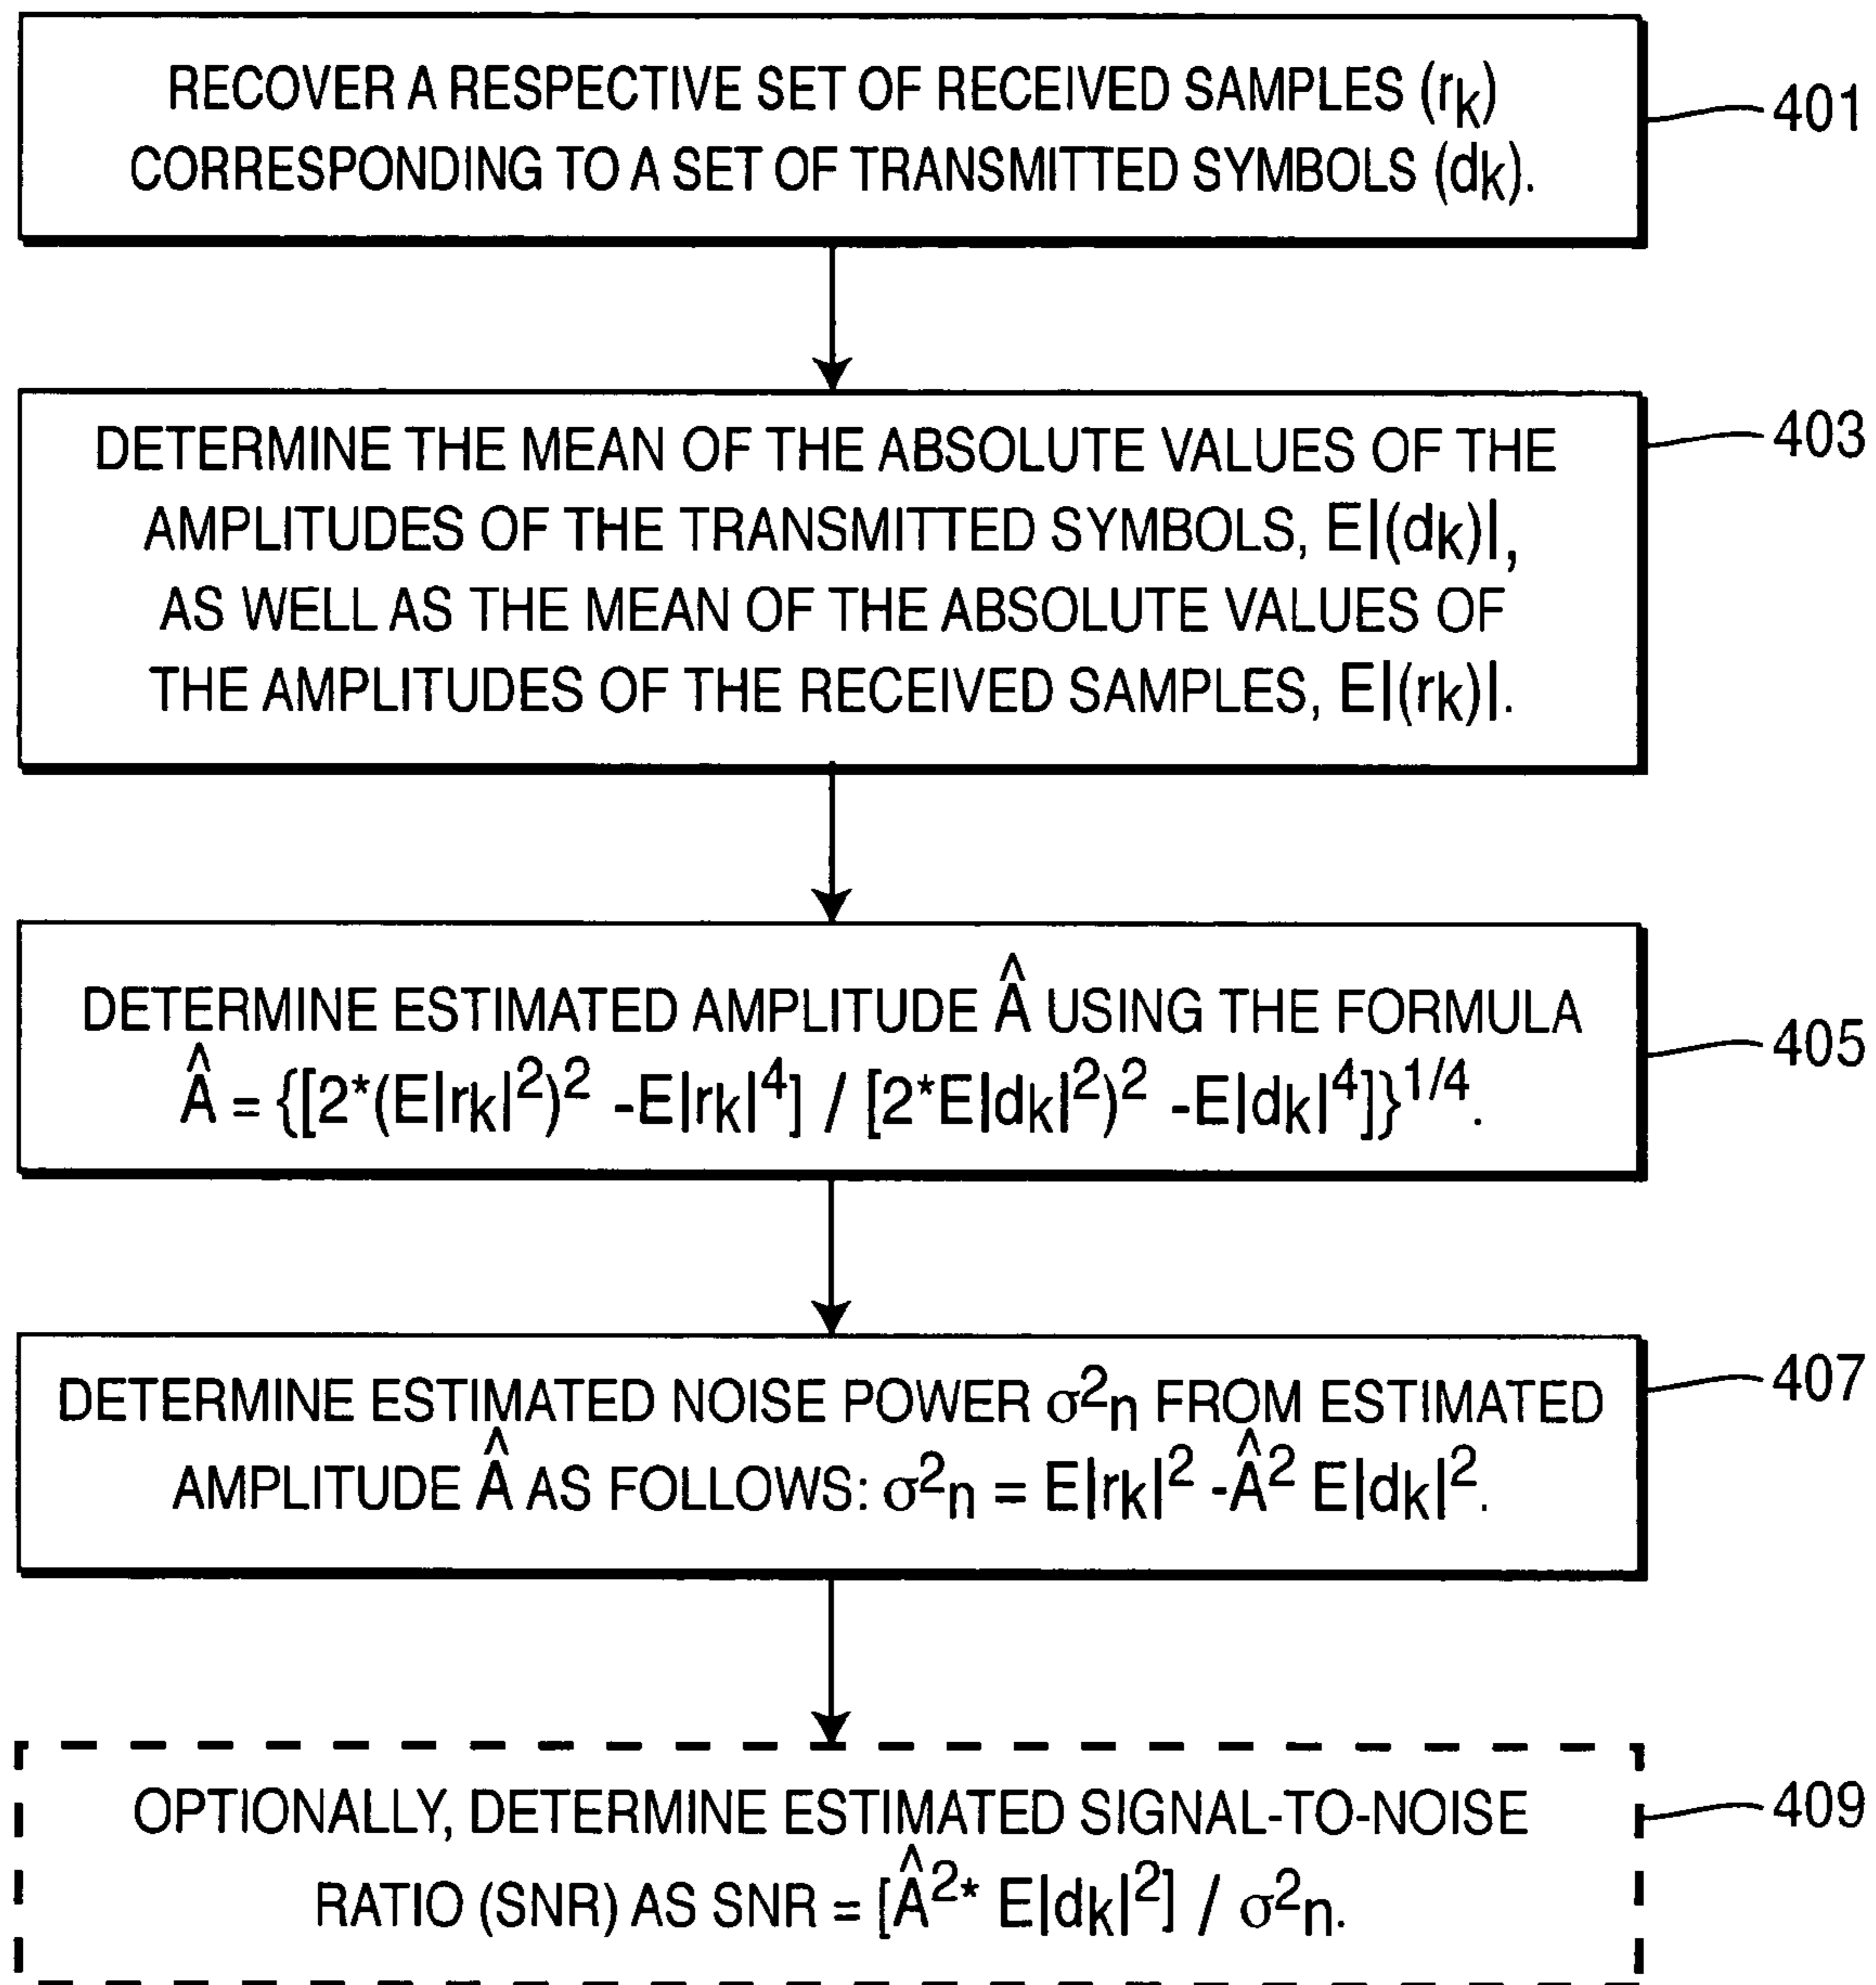 RECOVER A RESPECTIVE SET OF RECEIVED SAMPLES (rk)
CORRESPONDING TO A SET OF TRANSMITTED SYMBOLS (dk).
401
DETERMINE THE MEAN OF THE ABSOLUTE VALUES OF THE
AMPLITUDES OF THE TRANSMITTED SYMBOLS, E|(dk)|,
AS WELL AS THE MEAN OF THE ABSOLUTE VALUES OF
THE AMPLITUDES OF THE RECEIVED SAMPLES, E|(rk)|.
403
DETERMINE ESTIMATED AMPLITUDE Â USING THE FORMULA
Â = {[2*(E|rk|²)² -E|rk|⁴] / [2*E|dk|²)² -E|dk|⁴]}¹/⁴.
405
DETERMINE ESTIMATED NOISE POWER σ²n FROM ESTIMATED
AMPLITUDE Â AS FOLLOWS: σ²n = E|rk|² -Â² E|dk|².
407
OPTIONALLY, DETERMINE ESTIMATED SIGNAL-TO-NOISE
RATIO (SNR) AS SNR = [Â²* E|dk|²] / σ²n.
409